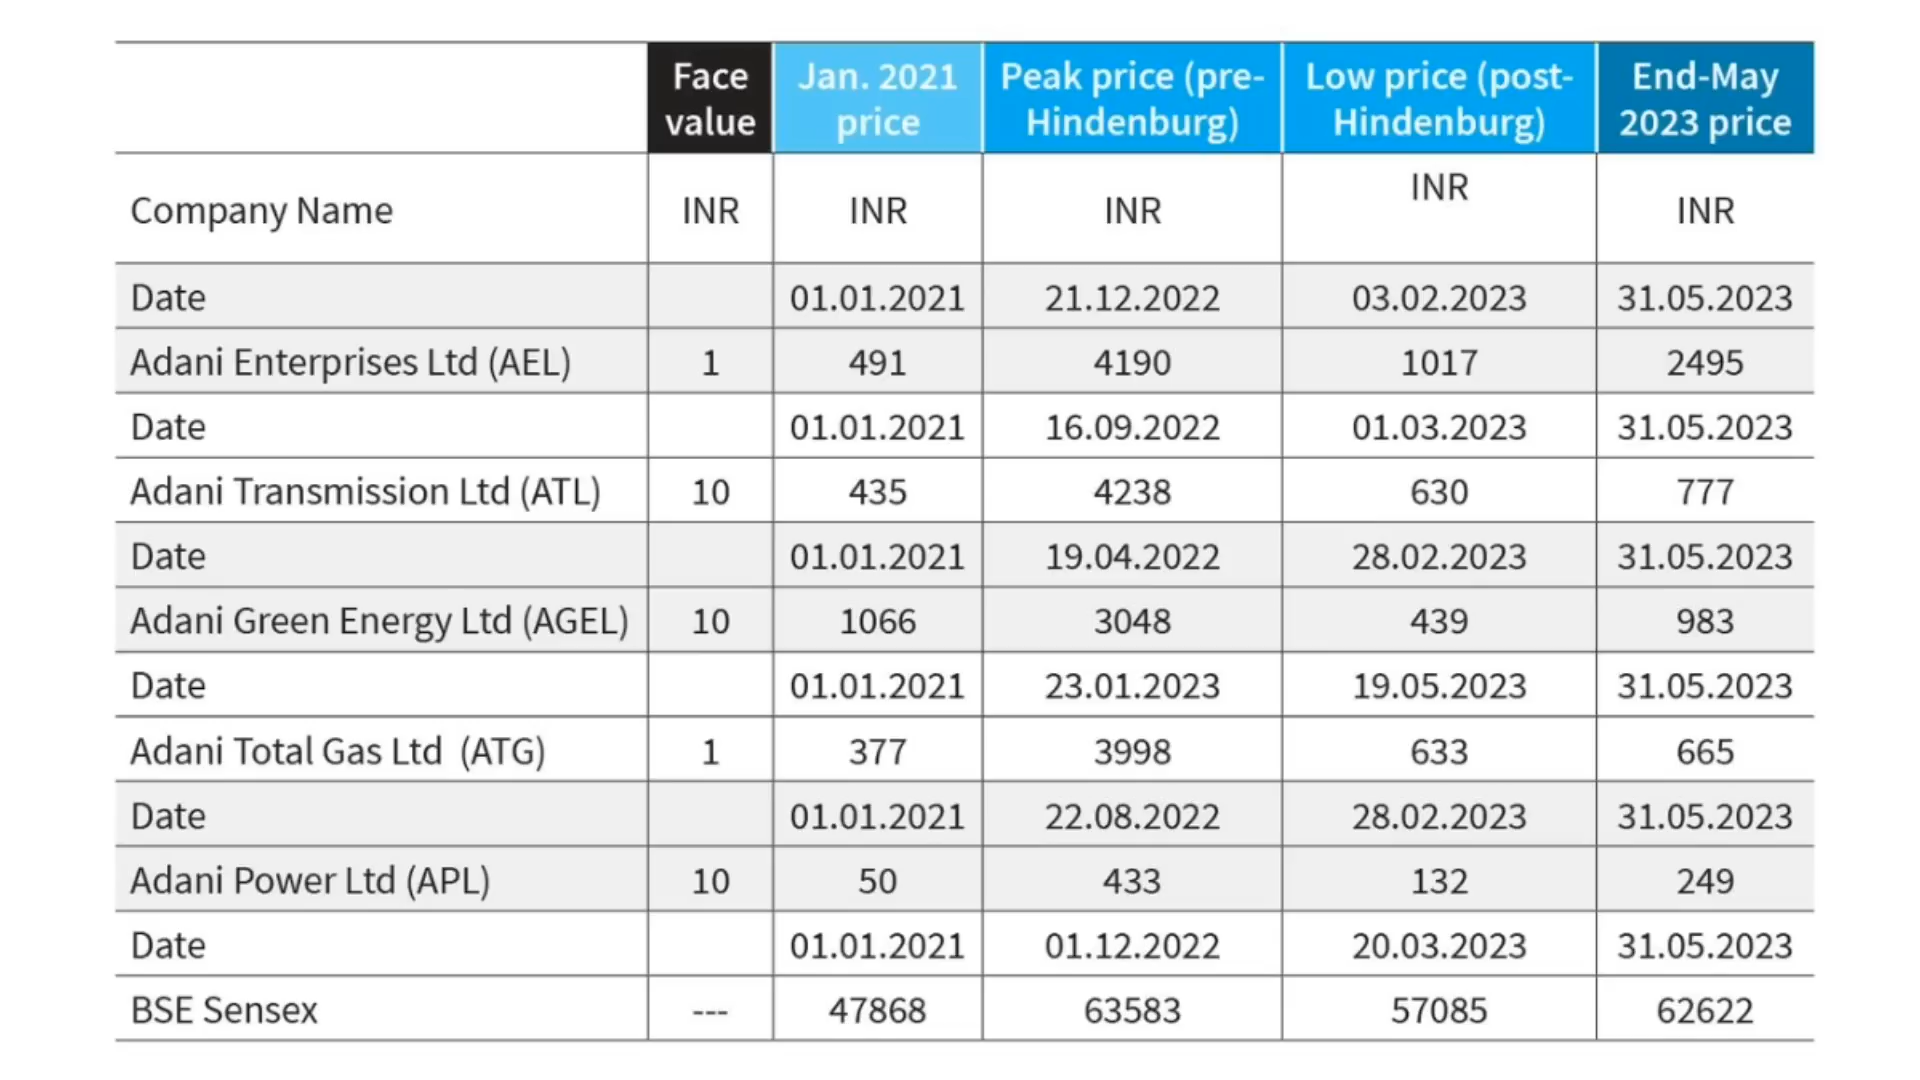 Face value Jan. 2021 price Peak price (pre-Hindenburg) Low price (post-Hindenburg) End-May 2023 price
Company Name INR INR INR INR INR
Date 01.01.2021 21.12.2022 03.02.2023 31.05.2023
Adani Enterprises Ltd (AEL) 1 491 4190 1017 2495
Date 01.01.2021 16.09.2022 01.03.2023 31.05.2023
Adani Transmission Ltd (ATL) 10 435 4238 630 777
Date 01.01.2021 19.04.2022 28.02.2023 31.05.2023
Adani Green Energy Ltd (AGEL) 10 1066 3048 439 983
Date 01.01.2021 23.01.2023 19.05.2023 31.05.2023
Adani Total Gas Ltd (ATG) 1 377 3998 633 665
Date 01.01.2021 22.08.2022 28.02.2023 31.05.2023
Adani Power Ltd (APL) 10 50 433 132 249
Date 01.01.2021 01.12.2022 20.03.2023 31.05.2023
BSE Sensex --- 47868 63583 57085 62622